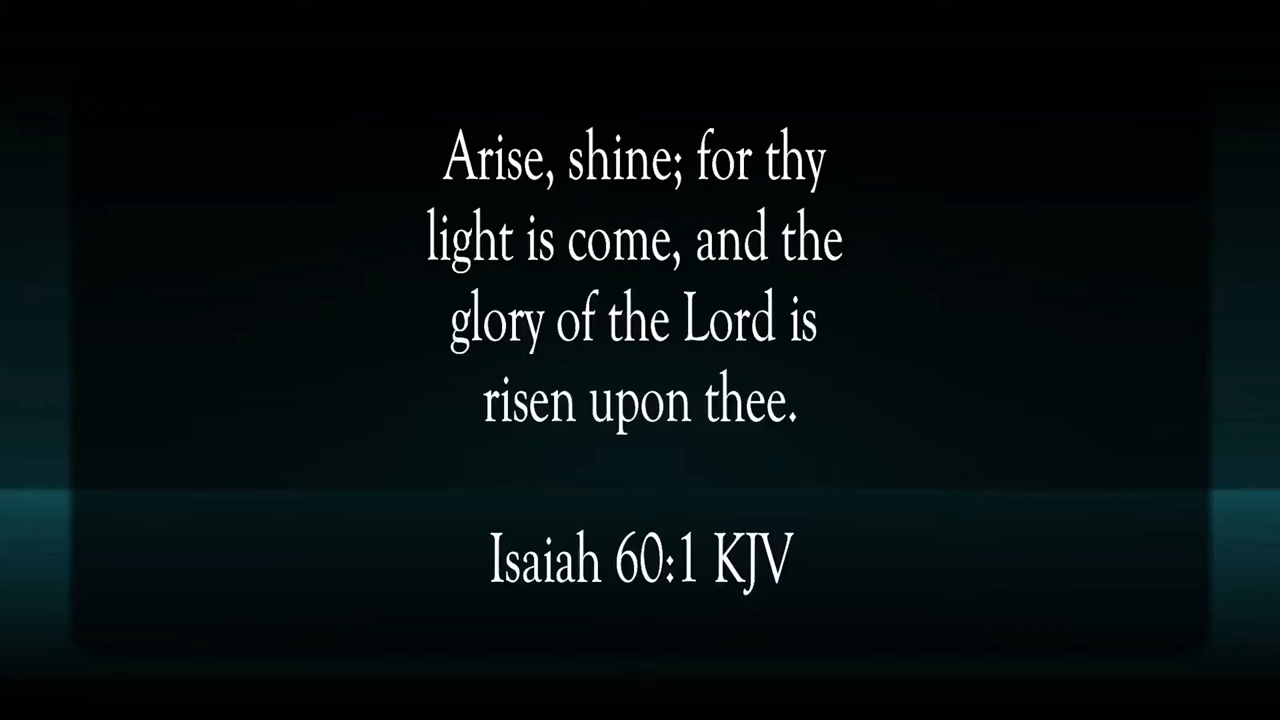 Arise, shine; for thy
light is come, and the
glory of the Lord is
risen upon thee.
Isaiah 60:1 KJV